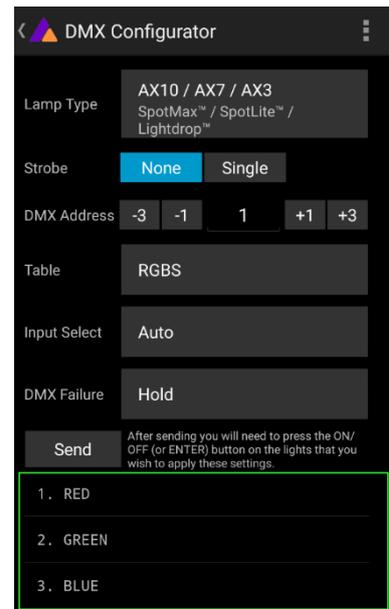 DMX Configurator
Lamp Type
AX10 / AX7 / AX3
SpotMax™ / SpotLite™ /
Lightdrop™
Strobe None Single
DMX Address -3 -1 1 +1 +3
Table RGBS
Input Select Auto
DMX Failure Hold
Send
After sending you will need to press the ON/
OFF (or ENTER) button on the lights that you
wish to apply these settings.
1. RED
2. GREEN
3. BLUE